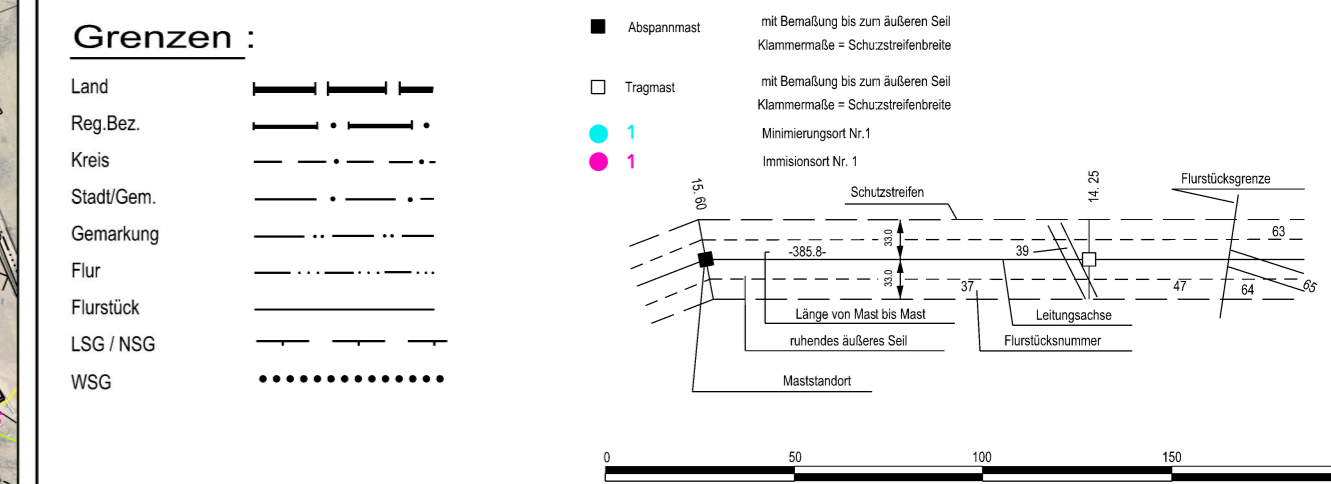 Grenzen :
Land
Reg.Bez.
Kreis
Stadt/Gem.
Gemarkung
Flur
Flurstück
LSG / NSG
WSG
Abspannmast
mit Bemaßung bis zum äußeren Seil
Klammermaße = Schutzstreifenbreite
Tragmast
mit Bemaßung bis zum äußeren Seil
Klammermaße = Schutzstreifenbreite
1
Minimierungsort Nr.1
1
Immisionsort Nr. 1
15. 60
Schutzstreifen
14. 25
Flurstücksgrenze
33.0
-385.8-
39
63
33.0
37
47
64
65
Länge von Mast bis Mast
Leitungsachse
ruhendes äußeres Seil
Flurstücksnummer
Maststandort
0
50
100
150